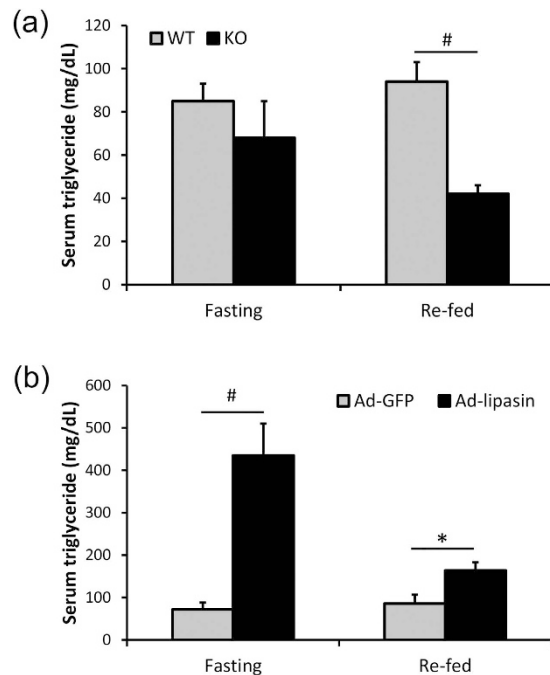 (a)
WT KO
#
Serum triglyceride (mg/dL)
120
100
80
60
40
20
0
Fasting Re-fed
(b)
Ad-GFP Ad-lipasin
#
*
Serum triglyceride (mg/dL)
600
500
400
300
200
100
0
Fasting Re-fed